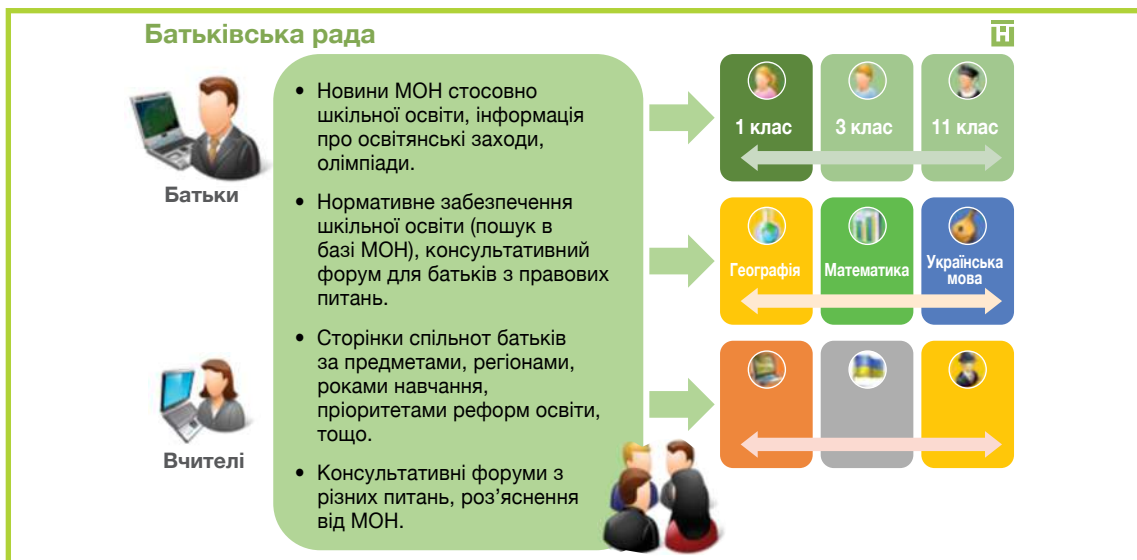 Батьківська рада
Батьки
Вчителі
• Новини МОН стосовно
шкільної освіти, інформація
про освітянські заходи,
олімпіади.
• Нормативне забезпечення
шкільної освіти (пошук в
базі МОН), консультативний
форум для батьків з правових
питань.
• Сторінки спільнот батьків
за предметами, регіонами,
роками навчання,
пріоритетами реформ освіти,
тощо.
• Консультативні форуми з
різних питань, роз’яснення
від МОН.
1 клас
3 клас
11 клас
Географія
Математика
Українська
мова